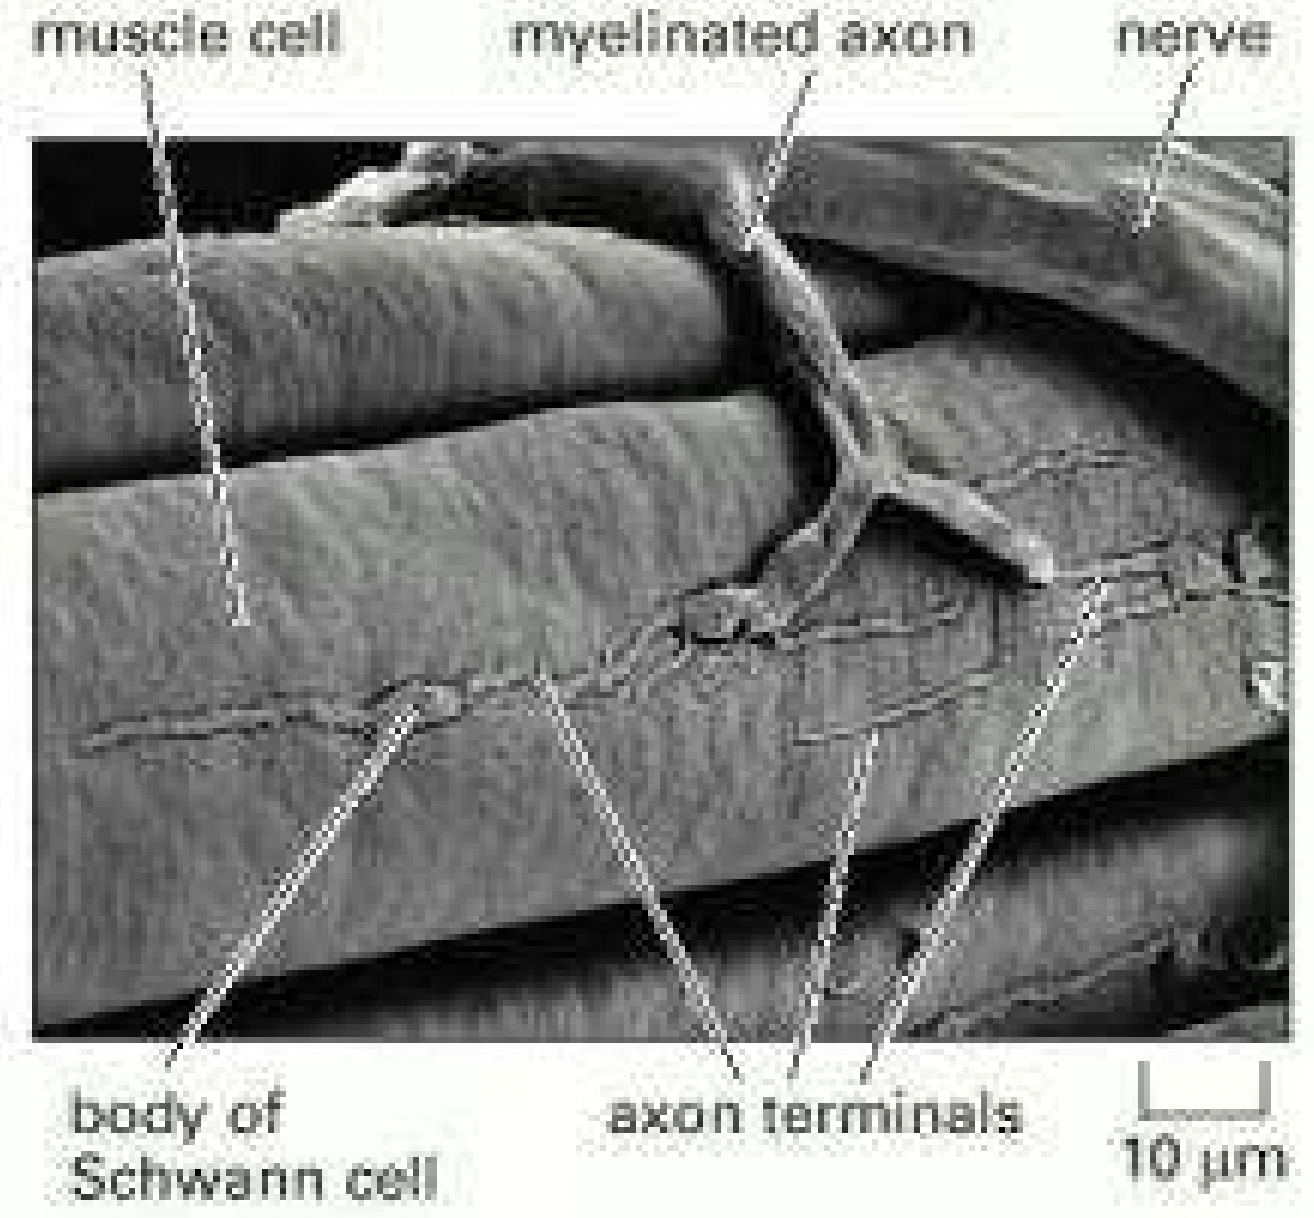 muscle cell
myelinated axon
nerve
body of
Schwann cell
axon terminals
10 μm